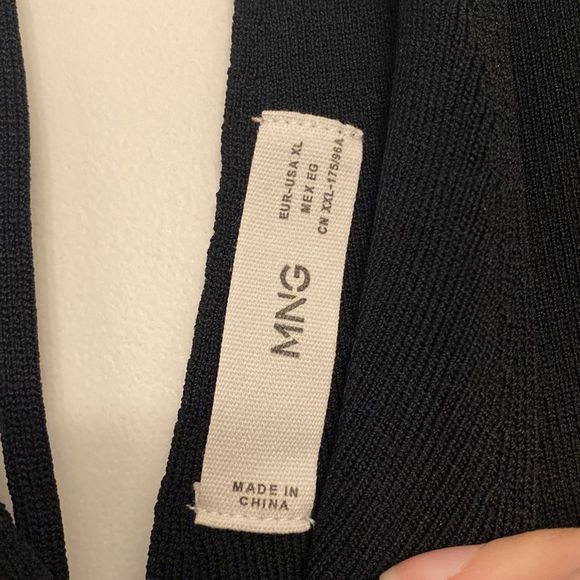 EUR-USA XL
MEX EG
CN XXL-175/96A
MNG
MADE IN
CHINA